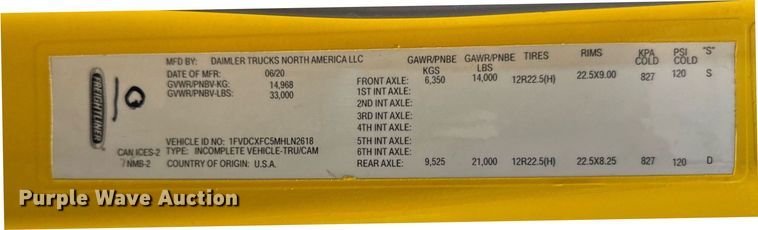 MFD BY: DAIMLER TRUCKS NORTH AMERICA LLC
DATE OF MFR: 06/20
GVWR/PNBV-KG: 14,968
GVWR/PNBV-LBS: 33,000
FREIGHTLINER
VEHICLE ID NO: 1FVDCXFC5MHLN2618
CAN ICES-2 TYPE: INCOMPLETE VEHICLE-TRU/CAM
/NMB-2 COUNTRY OF ORIGIN: U.S.A.
GAWR/PNBE GAWR/PNBE TIRES RIMS KPA PSI "S"
KGS LBS COLD COLD
FRONT AXLE: 6,350 14,000 12R22.5(H) 22.5X9.00 827 120 S
1ST INT AXLE:
2ND INT AXLE:
3RD INT AXLE:
4TH INT AXLE:
5TH INT AXLE:
6TH INT AXLE:
REAR AXLE: 9,525 21,000 12R22.5(H) 22.5X8.25 827 120 D
Purple Wave Auction